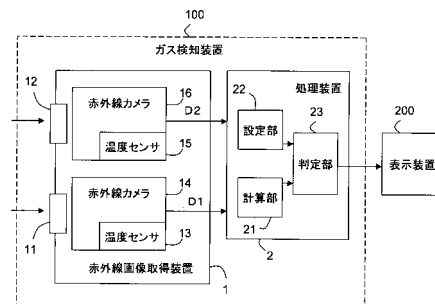 100
ガス検知装置
12
赤外線カメラ
16
D2
温度センサ
15
赤外線カメラ
14
D1
温度センサ
13
11
赤外線画像取得装置
1
処理装置
22
設定部
23
判定部
計算部
21
2
200
表示装置